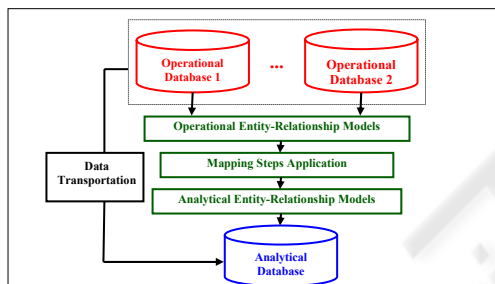 Operational
Database 1
...
Operational
Database 2
Operational Entity-Relationship Models
Mapping Steps Application
Data
Transportation
Analytical Entity-Relationship Models
Analytical
Database